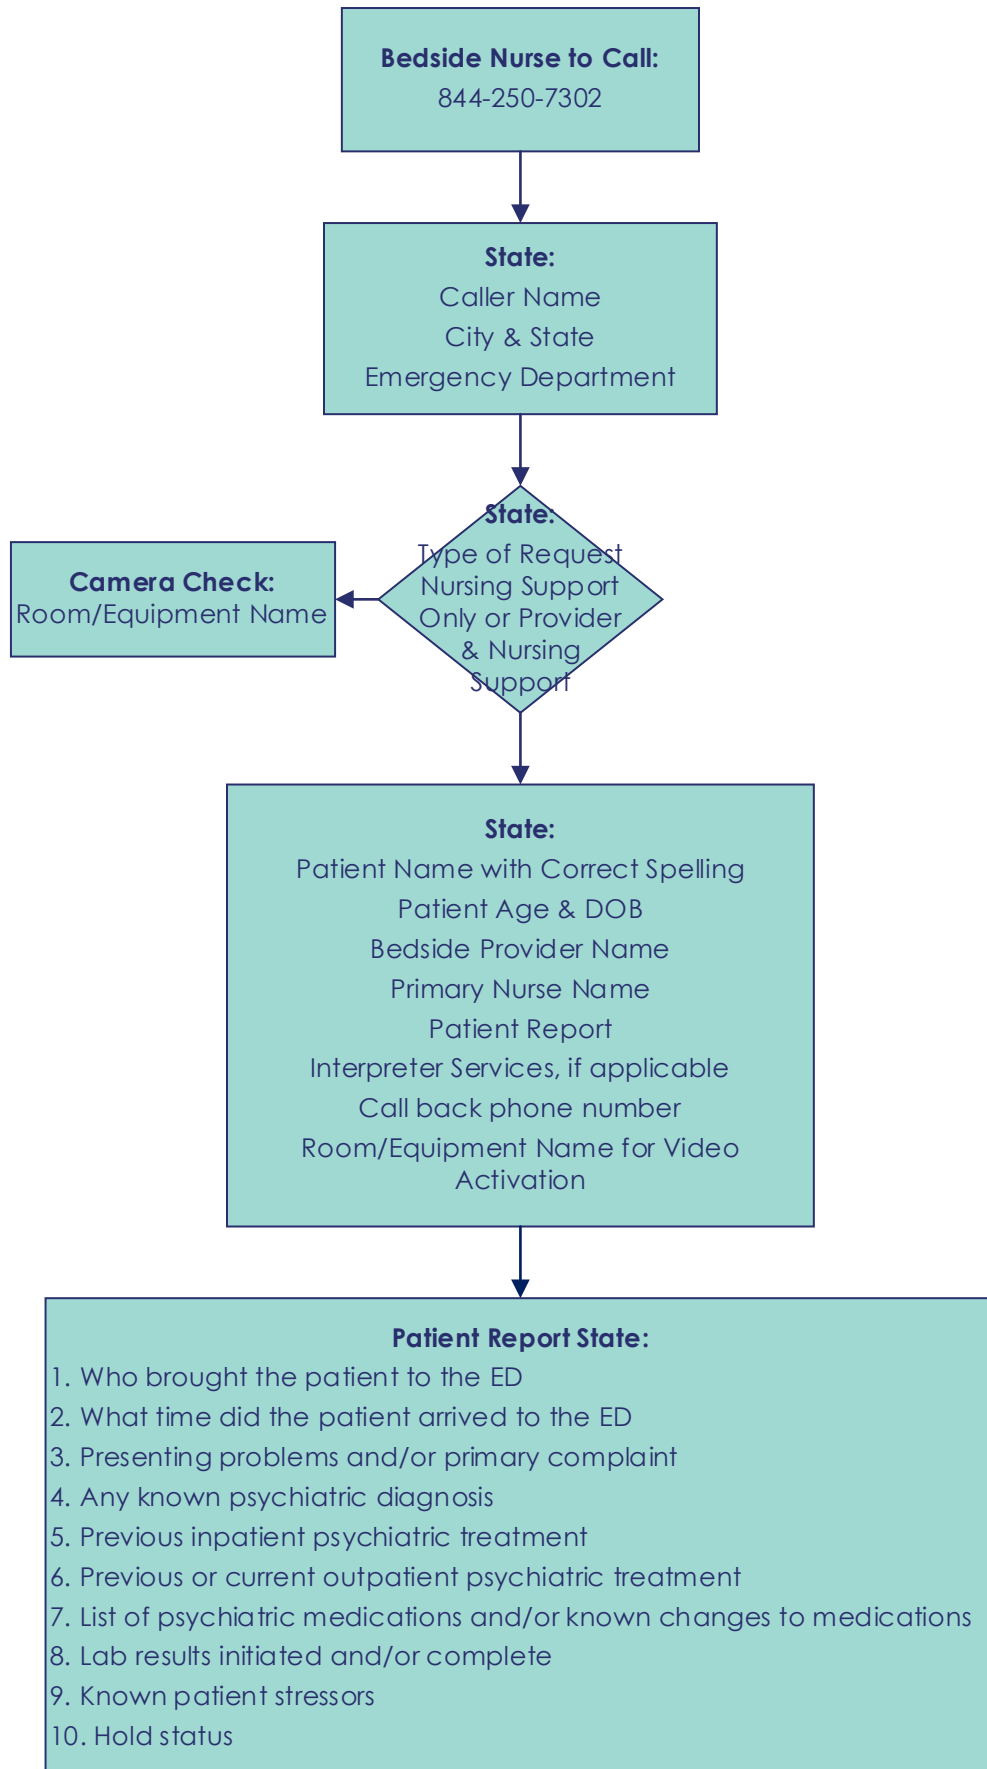 Bedside Nurse to Call:
844-250-7302
State:
Caller Name
City & State
Emergency Department
State:
Type of Request
Nursing Support
Only or Provider
& Nursing
Support
Camera Check:
Room/Equipment Name
State:
Patient Name with Correct Spelling
Patient Age & DOB
Bedside Provider Name
Primary Nurse Name
Patient Report
Interpreter Services, if applicable
Call back phone number
Room/Equipment Name for Video
Activation
Patient Report State:
1. Who brought the patient to the ED
2. What time did the patient arrived to the ED
3. Presenting problems and/or primary complaint
4. Any known psychiatric diagnosis
5. Previous inpatient psychiatric treatment
6. Previous or current outpatient psychiatric treatment
7. List of psychiatric medications and/or known changes to medications
8. Lab results initiated and/or complete
9. Known patient stressors
10. Hold status